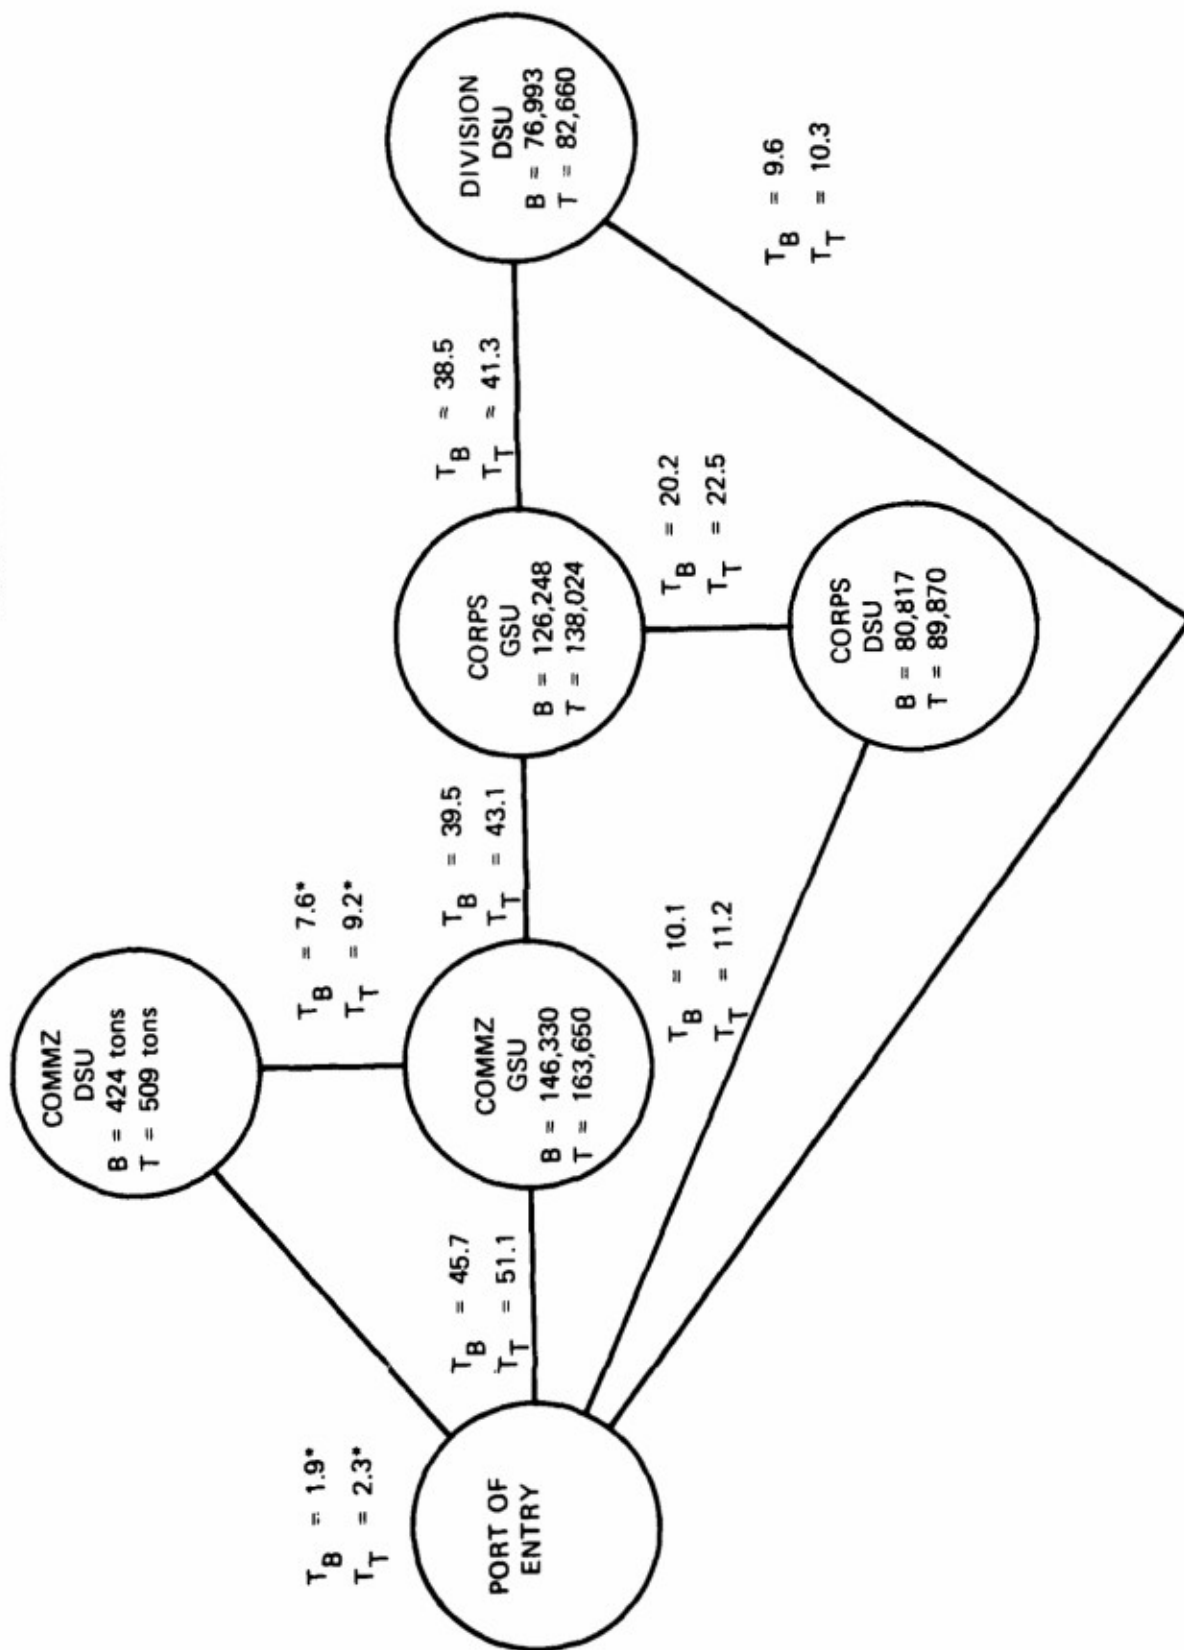 COMMZ
DSU
B = 424 tons
T = 509 tons
T_B = 1.9*
T_T = 2.3*
T_B = 7.6*
T_T = 9.2*
PORT OF
ENTRY
T_B = 45.7
T_T = 51.1
COMMZ
GSU
B = 146,330
T = 163,650
T_B = 39.5
T_T = 43.1
CORPS
GSU
B = 126,248
T = 138,024
T_B ≈ 38.5
T_T ≈ 41.3
DIVISION
DSU
B = 76,993
T = 82,660
T_B = 10.1
T_T = 11.2
T_B = 20.2
T_T = 22.5
CORPS
DSU
B = 80,817
T = 89,870
T_B = 9.6
T_T = 10.3